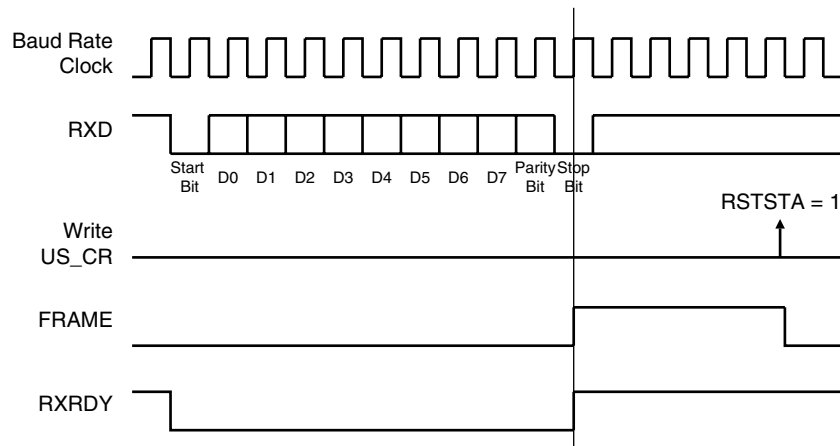 Baud Rate
Clock
RXD
Start
Bit
D0
D1
D2
D3
D4
D5
D6
D7
Parity
Bit
Stop
Bit
RSTSTA = 1
Write
US_CR
FRAME
RXRDY